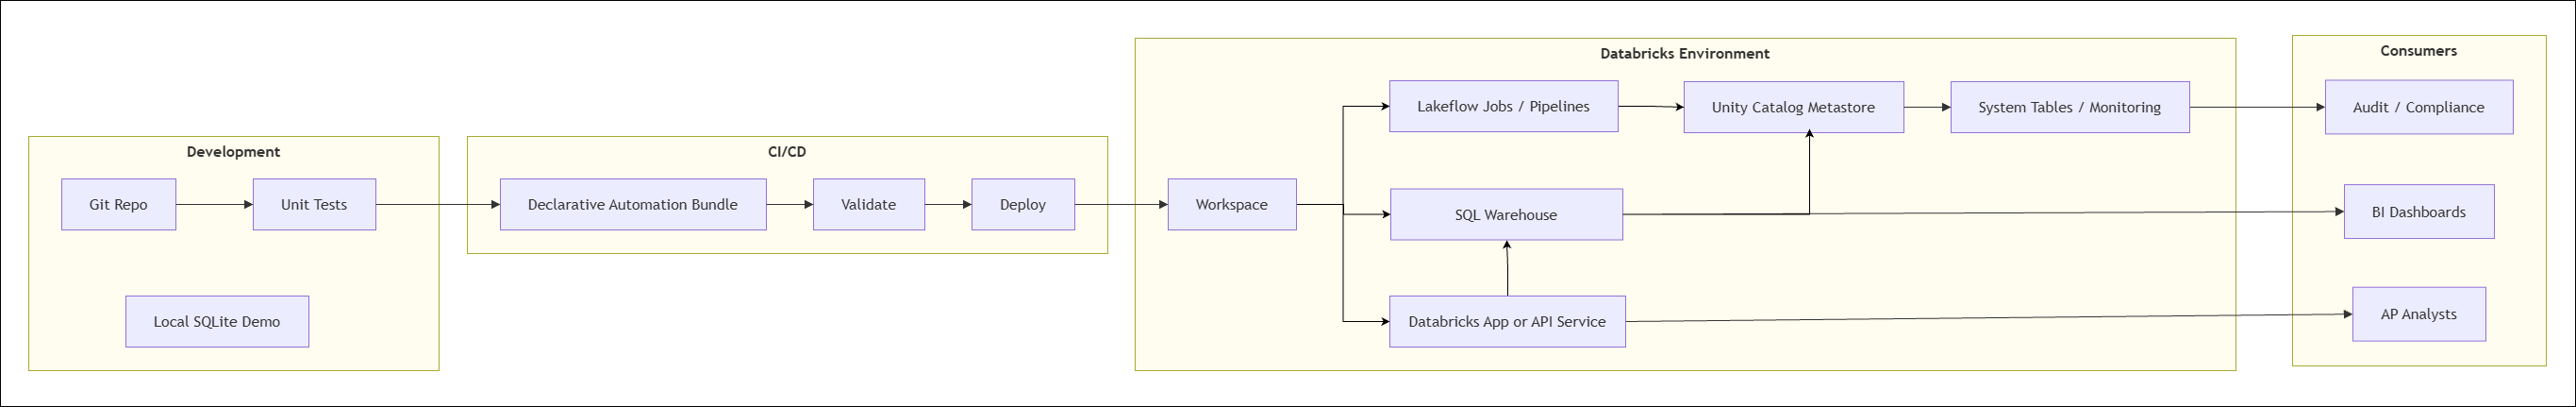 Development
Git Repo
Unit Tests
Local SQLite Demo
CI/CD
Declarative Automation Bundle
Validate
Deploy
Databricks Environment
Workspace
Lakeflow Jobs / Pipelines
Unity Catalog Metastore
System Tables / Monitoring
SQL Warehouse
Databricks App or API Service
Consumers
Audit / Compliance
BI Dashboards
AP Analysts